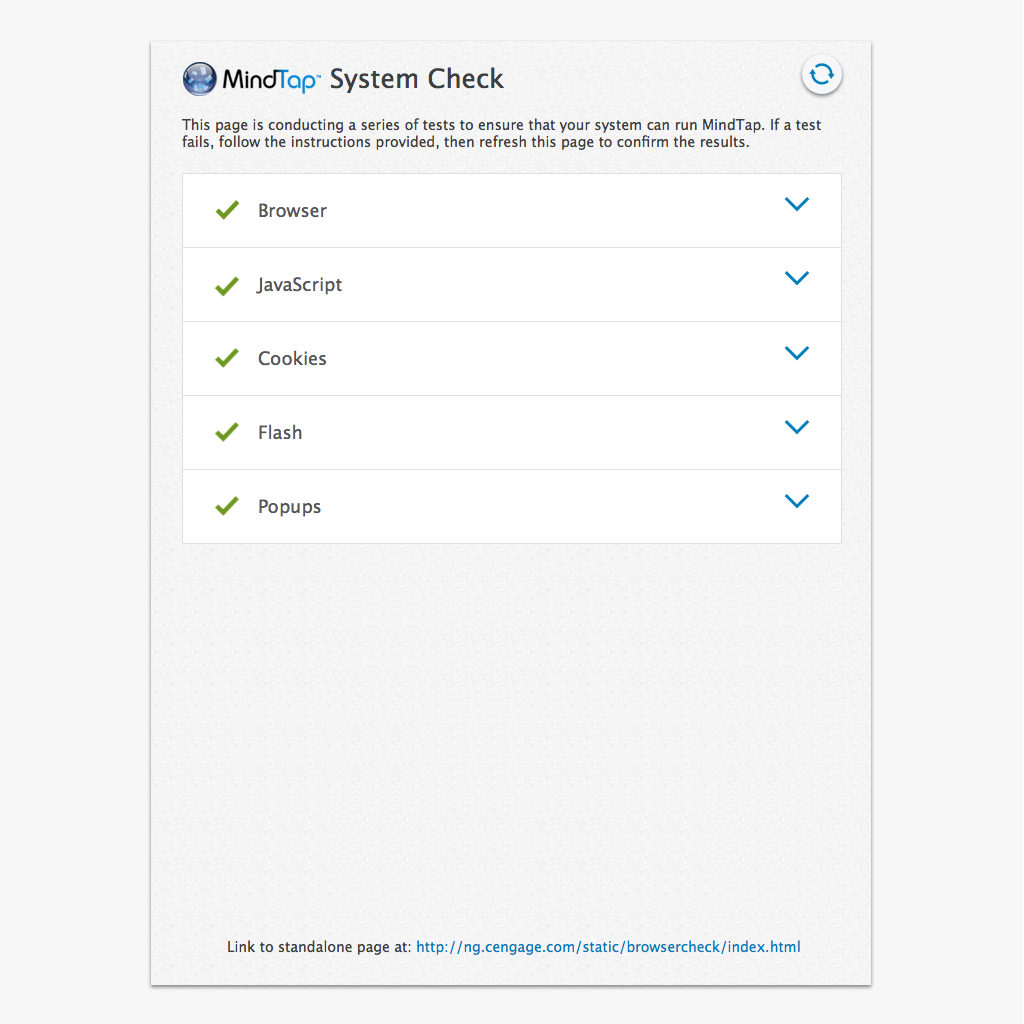 MindTap™ System Check
This page is conducting a series of tests to ensure that your system can run MindTap. If a test
fails, follow the instructions provided, then refresh this page to confirm the results.
Browser
JavaScript
Cookies
Flash
Popups
Link to standalone page at: http://ng.cengage.com/static/browsercheck/index.html